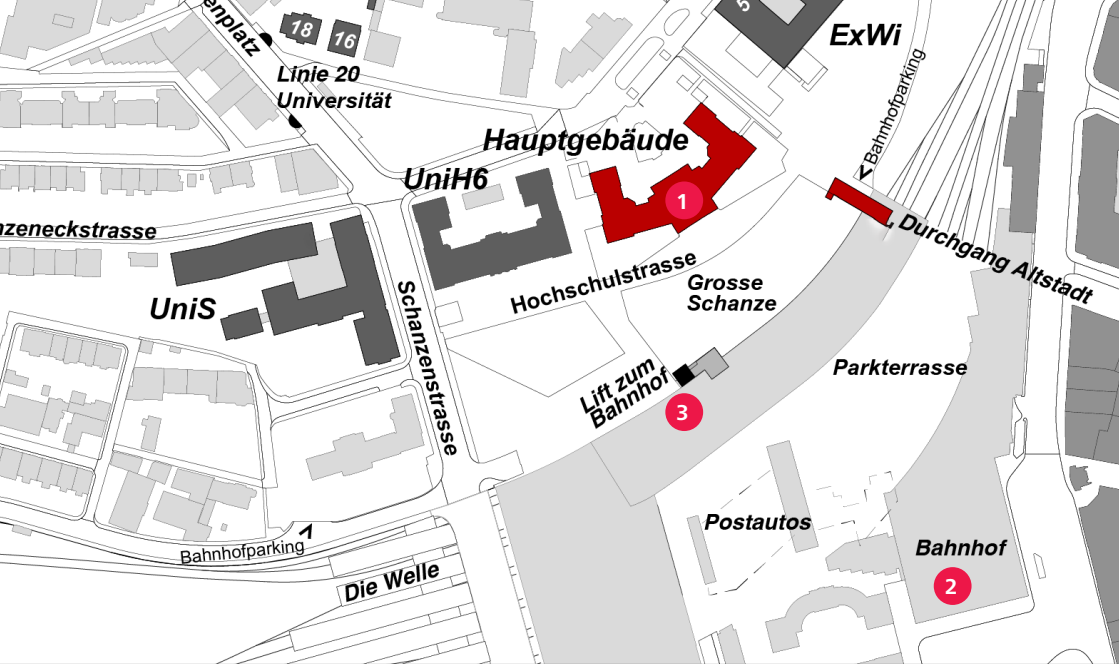 enplatz
18
16
5
ExWi
Linie 20
Universität
Bahnhofparking
Hauptgebäude
UniH6
1
zeneckstrasse
Durchgang Altstadt
Hochschulstrasse
Grosse
Schanze
UniS
Schanzenstrasse
Lift zum
Bahnhof
Parkterrasse
3
Postautos
Bahnhof
Bahnhofparking
Die Welle
2